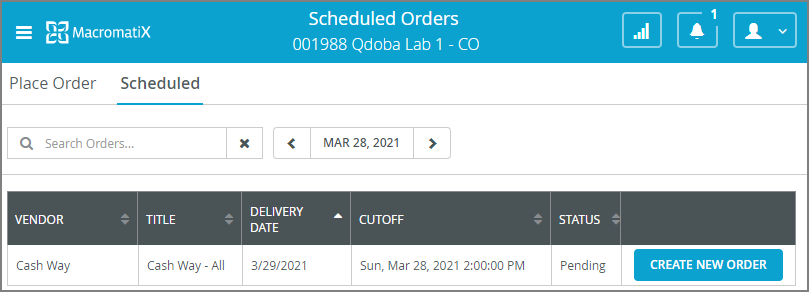 Scheduled Orders
1
MacromatiX
001988 Qdoba Lab 1 - CO
Place Order Scheduled
Search Orders... MAR 28, 2021
VENDOR TITLE DELIVERY DATE CUTOFF STATUS
Cash Way Cash Way - All 3/29/2021 Sun, Mar 28, 2021 2:00:00 PM Pending CREATE NEW ORDER